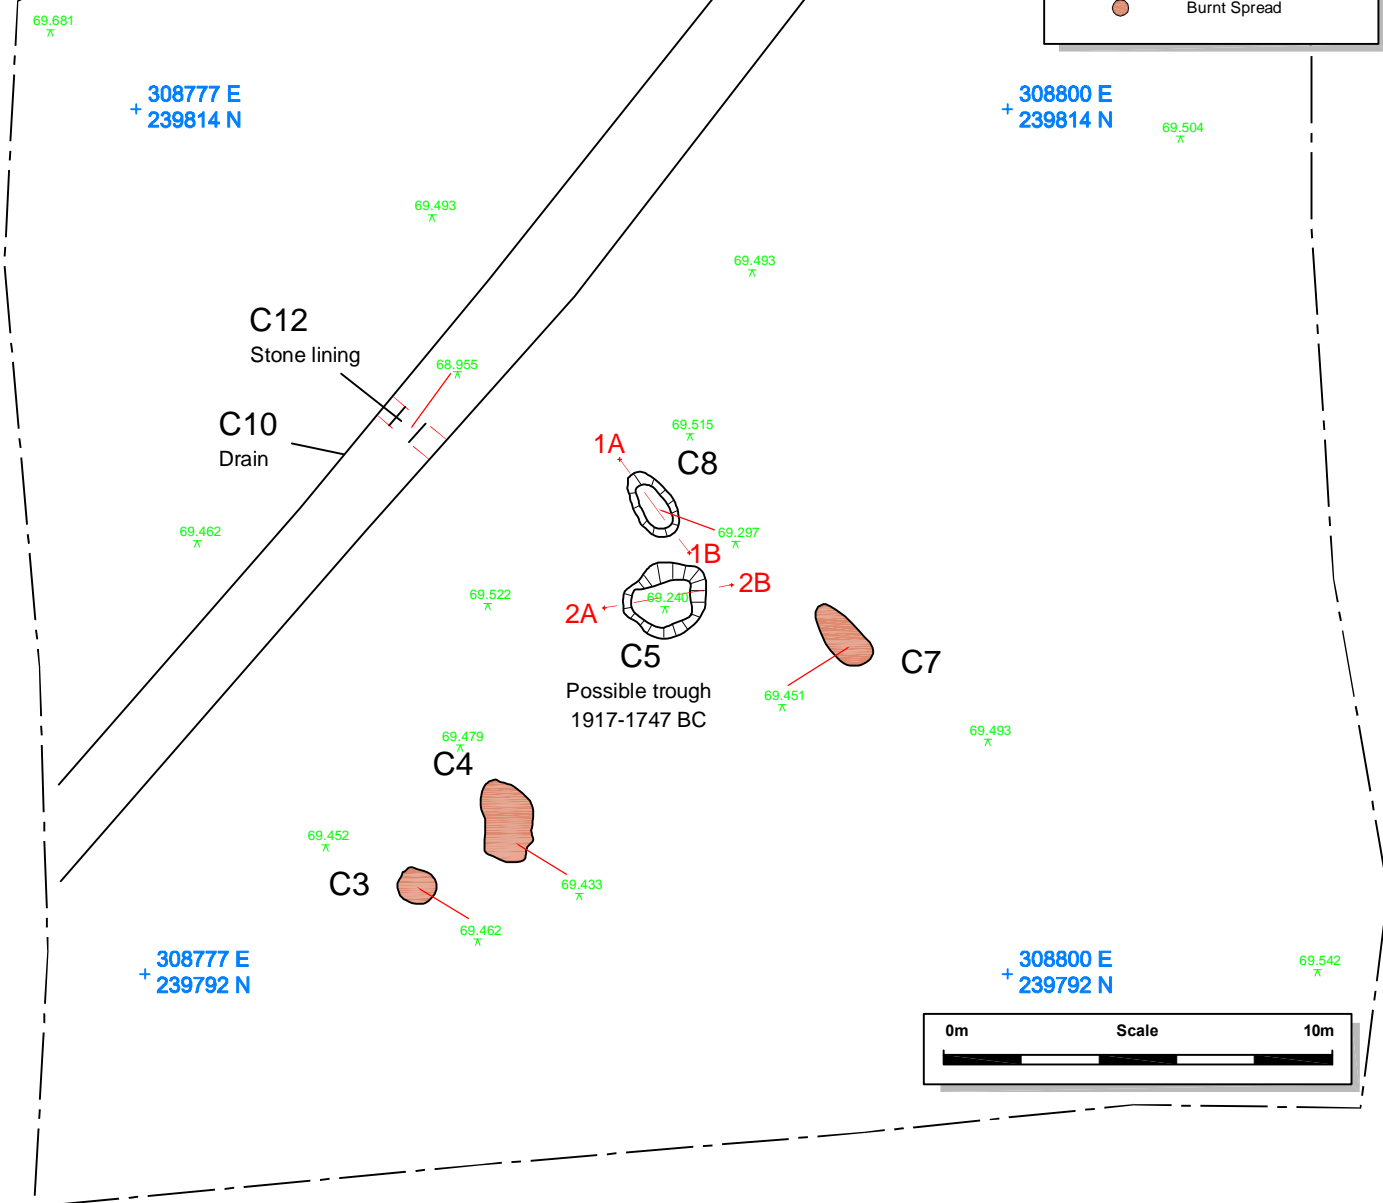 Burnt Spread
69.681
308777 E
239814 N
308800 E
239814 N
69.504
69.493
69.493
C12
Stone lining
68.955
C10
Drain
69.515
1A
C8
69.462
69.297
1B
2B
69.522
69.240
2A
C5
C7
Possible trough
1917-1747 BC
69.451
69.479
69.493
C4
69.452
C3
69.433
69.462
308777 E
239792 N
308800 E
239792 N
69.542
0m Scale 10m